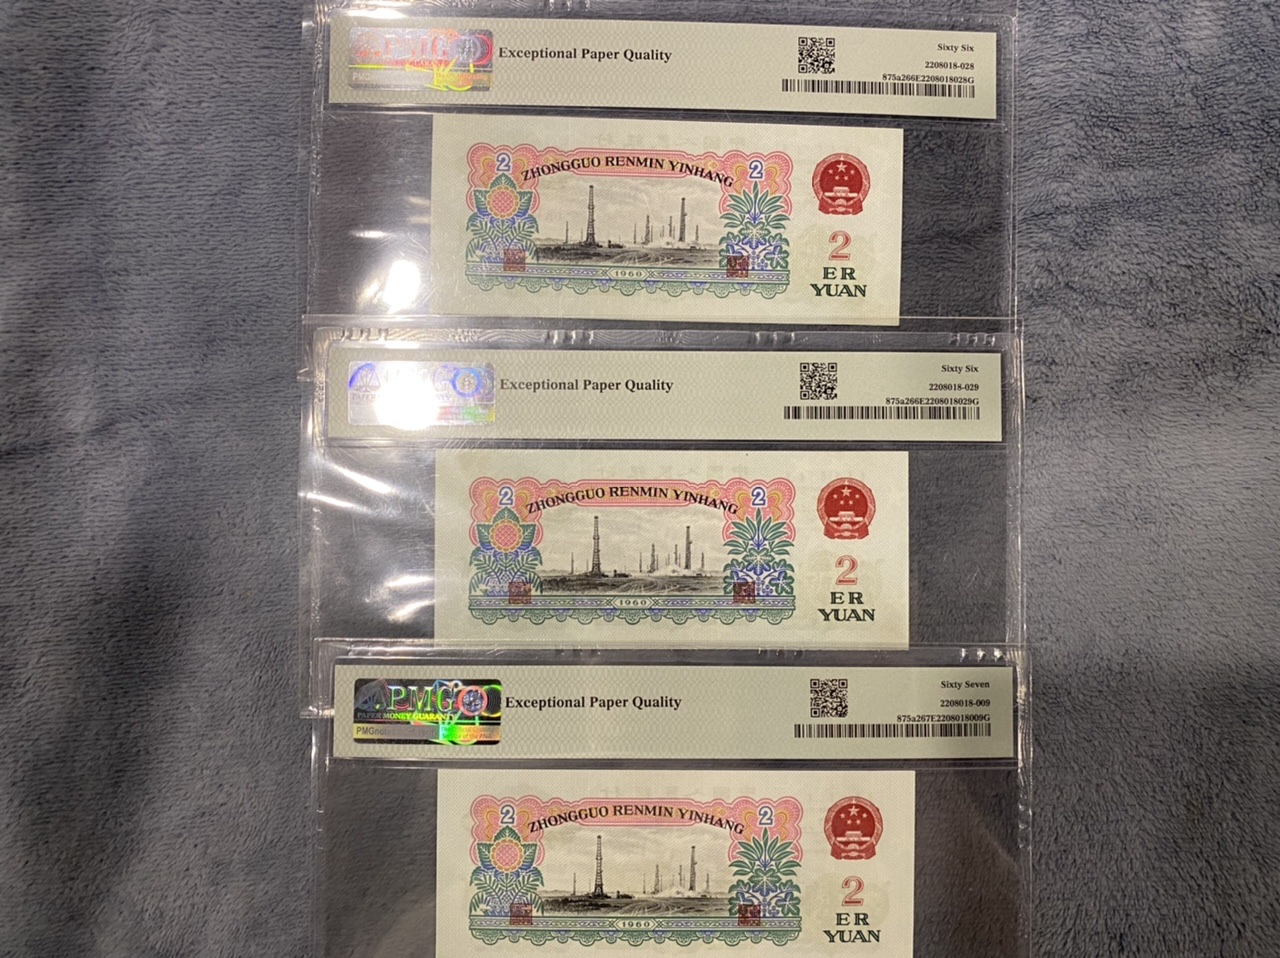 PMG
PMG
Exceptional Paper Quality
Sixty Six
2208018-028
875a266E2208018028G
2
ZHONGGUO RENMIN YINHANG
2
1960
2
ER
YUAN
Exceptional Paper Quality
Sixty Six
2208018-029
875a266E2208018029G
2
ZHONGGUO RENMIN YINHANG
2
1960
2
ER
YUAN
PMG
PAPER MONEY GUARANTY
Exceptional Paper Quality
Sixty Seven
2208018-009
875a267E2208018009G
2
ZHONGGUO RENMIN YINHANG
2
1960
2
ER
YUAN